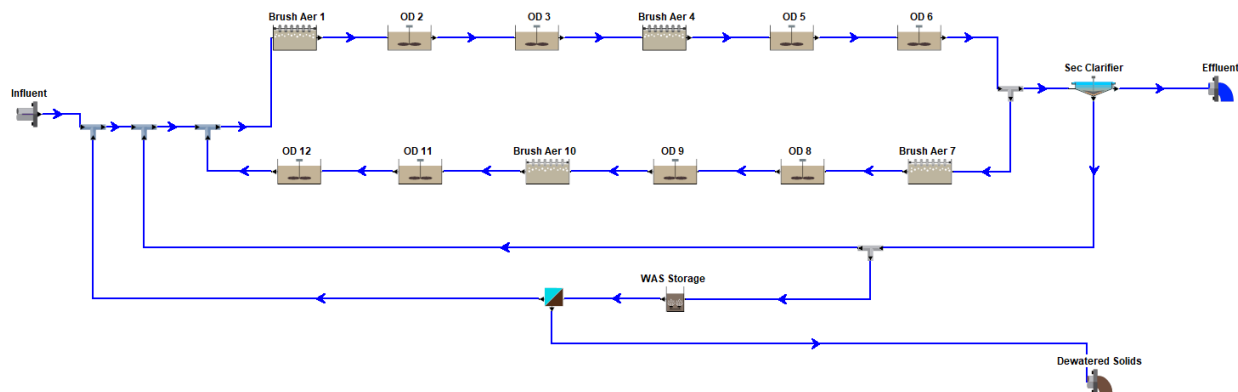 Brush Aer 1
OD 2
OD 3
Brush Aer 4
OD 5
OD 6
Sec Clarifier
Effluent
Influent
OD 12
OD 11
Brush Aer 10
OD 9
OD 8
Brush Aer 7
WAS Storage
Dewatered Solids